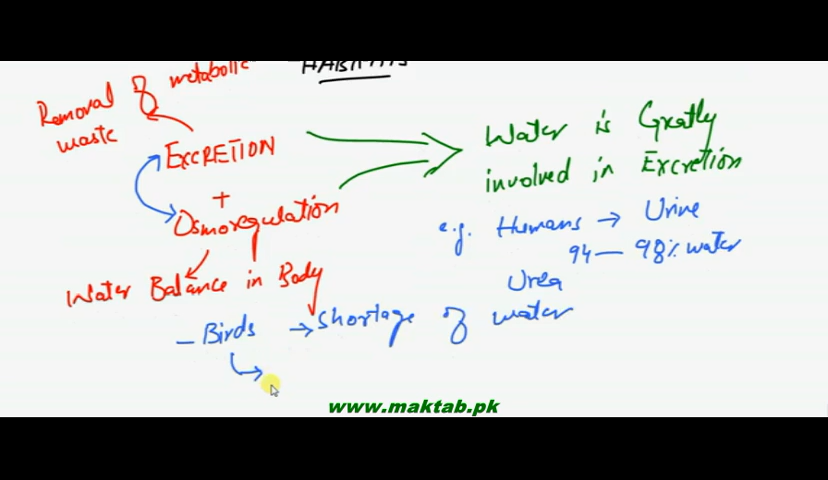 HABITATS
Removal of metabolic
waste
EXCRETION
+
Osmoregulation
Water Balance in Body
Water is Greatly
involved in Excretion
e.g. Humans → Urine
94 — 98% water
Urea
- Birds → Shortage of water
www.maktab.pk